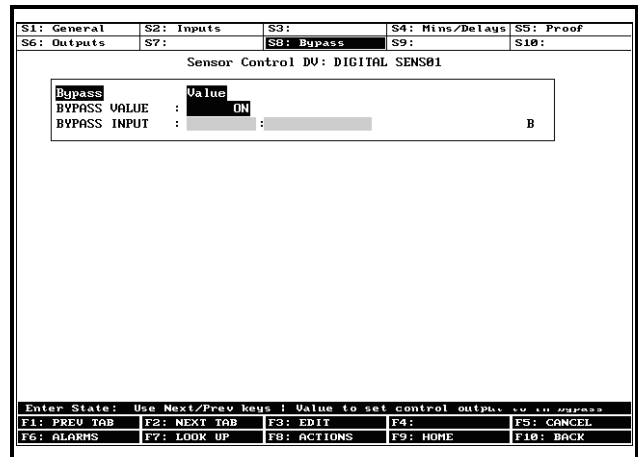 S1: General S2: Inputs S3: S4: Mins/Delays S5: Proof
S6: Outputs S7: S8: Bypass S9: S10:
Sensor Control DV: DIGITAL SENS01
Bypass Value
BYPASS VALUE : ON
BYPASS INPUT : : B
Enter State: Use Next/Prev keys ¦ Value to set control output to in bypass
F1: PREV TAB F2: NEXT TAB F3: EDIT F4: F5: CANCEL
F6: ALARMS F7: LOOK UP F8: ACTIONS F9: HOME F10: BACK